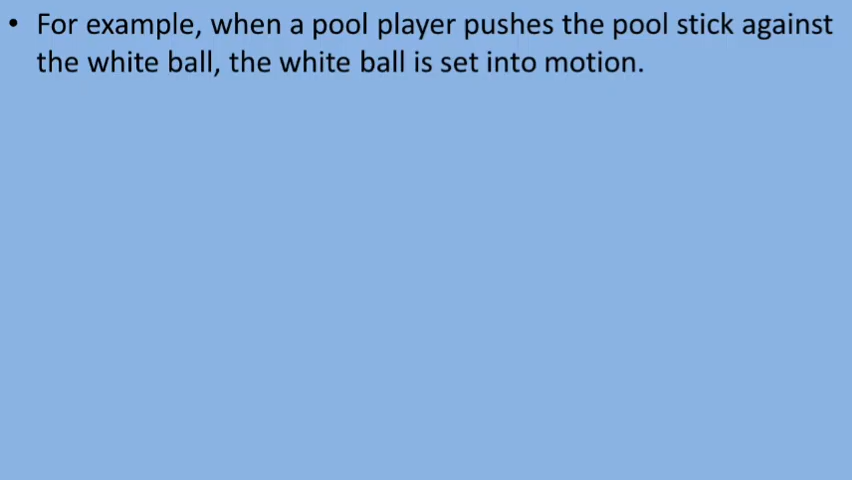 • For example, when a pool player pushes the pool stick against
the white ball, the white ball is set into motion.